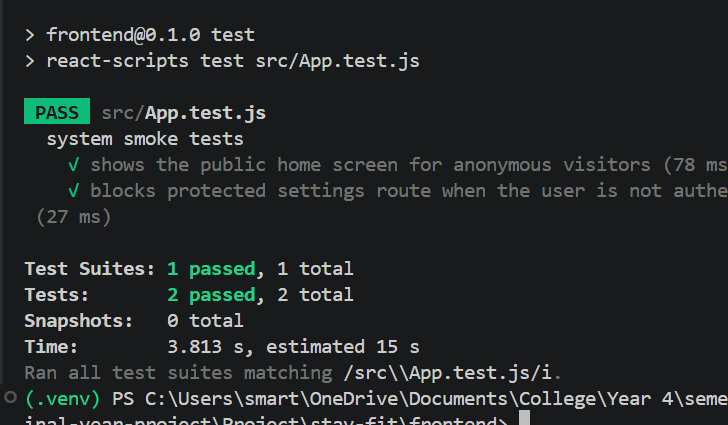 > frontend@0.1.0 test
> react-scripts test src/App.test.js
PASS src/App.test.js
system smoke tests
√ shows the public home screen for anonymous visitors (78 ms
√ blocks protected settings route when the user is not authe
(27 ms)
Test Suites: 1 passed, 1 total
Tests: 2 passed, 2 total
Snapshots: 0 total
Time: 3.813 s, estimated 15 s
Ran all test suites matching /src\\App.test.js/i.
(.venv) PS C:\Users\smart\OneDrive\Documents\College\Year 4\seme
inal-year-project\Project\stay-fit\frontend>